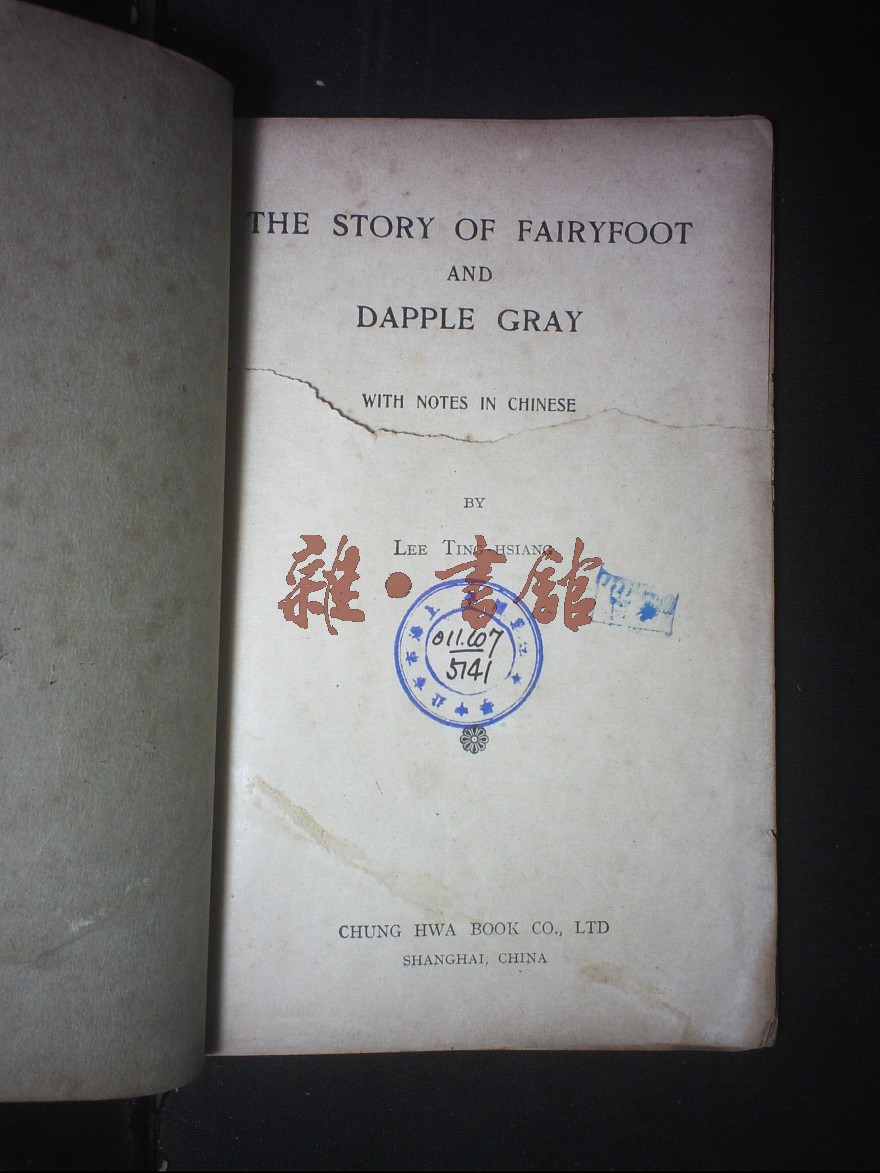 THE STORY OF FAIRYFOOT
AND
DAPPLE GRAY
WITH NOTES IN CHINESE
BY
LEE TING-HSIANG
雜·書館
011.607
5741
CHUNG HWA BOOK CO., LTD
SHANGHAI, CHINA